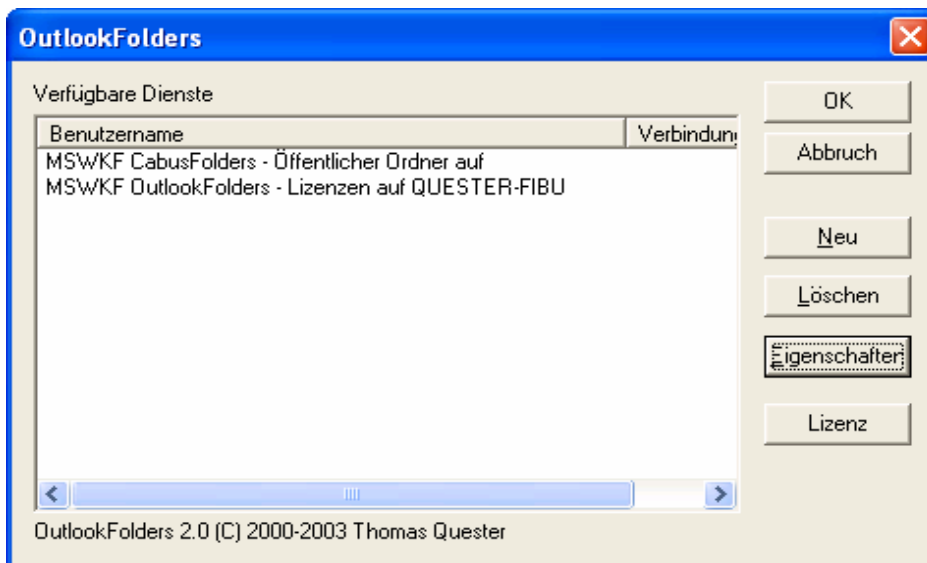 OutlookFolders
Verfügbare Dienste
Benutzername Verbindung
MSWKF CabusFolders - Öffentlicher Ordner auf
MSWKF OutlookFolders - Lizenzen auf QUESTER-FIBU
OK
Abbruch
Neu
Löschen
Eigenschaften
Lizenz
OutlookFolders 2.0 (C) 2000-2003 Thomas Quester